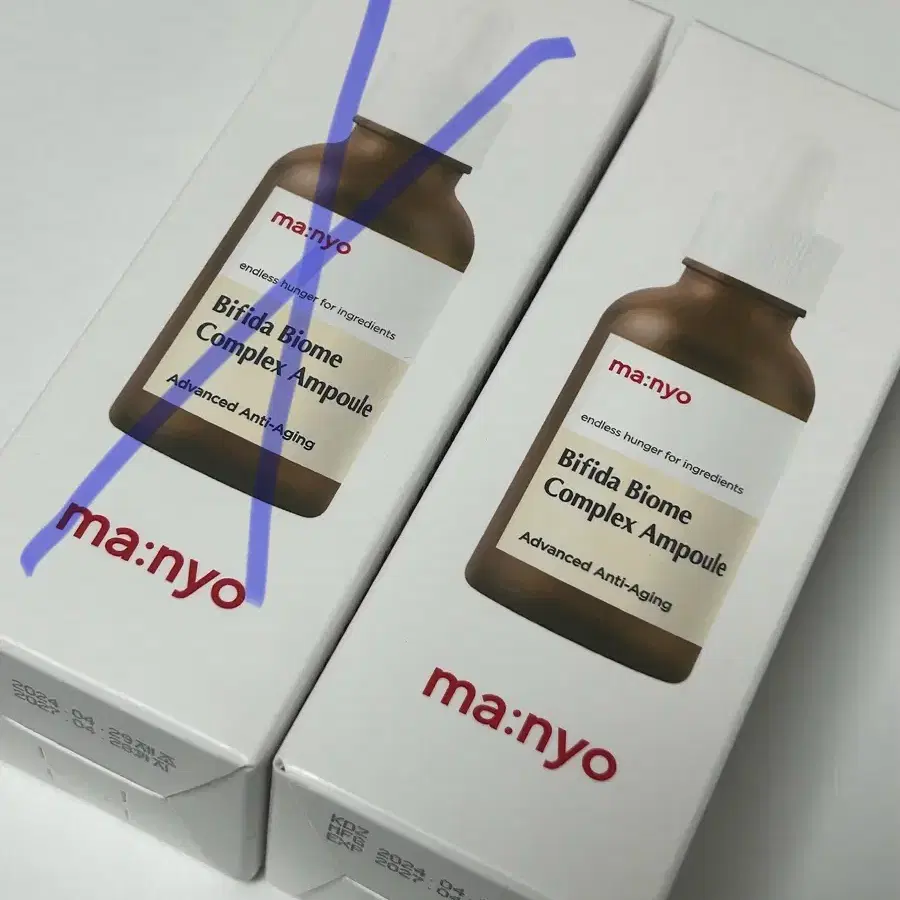 ma:nyo
endless hunger for ingredients
Bifida Biome
Complex Ampoule
Advanced Anti-Aging
ma:nyo
2024.04.29제조
2027.04.28까지
ma:nyo
endless hunger for ingredients
Bifida Biome
Complex Ampoule
Advanced Anti-Aging
ma:nyo
MF 2024.04
EXP 2027.04